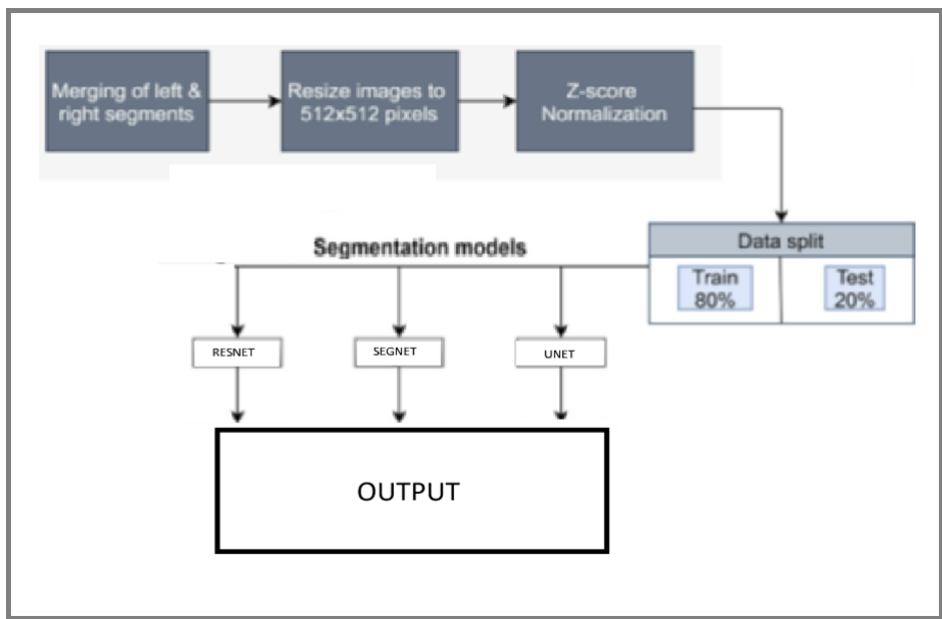 Merging of left &
right segments
Resize images to
512x512 pixels
Z-score
Normalization
Data split
Train
80%
Test
20%
Segmentation models
RESNET
SEGNET
UNET
OUTPUT